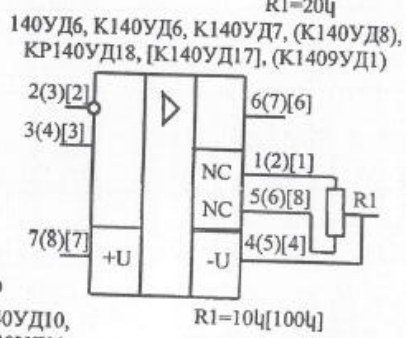 R1=20ц
140УД6, К140УД6, К140УД7, (К140УД8),
КР140УД18, [К140УД17], (К1409УД1)
2(3)[2]
6(7)[6]
3(4)[3]
1(2)[1]
NC
5(6)[8]
R1
NC
7(8)[7]
4(5)[4]
+U
-U
0УД10,
R1=10ц[100ц]